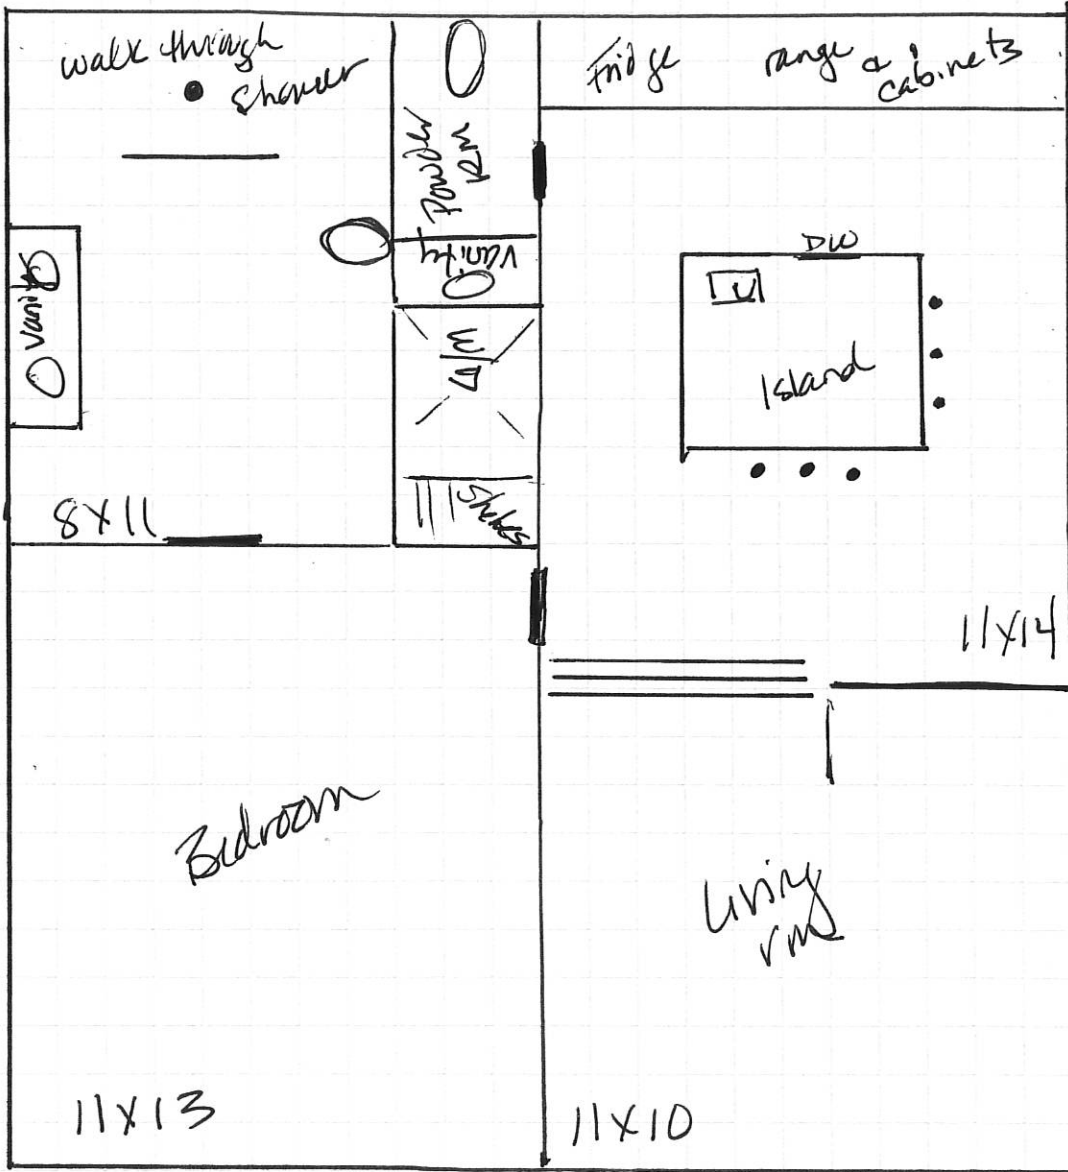 walk through
shower
Powder
RM
Vanity
Vanity
W/D
Shelves
8X11
Fridge
range &
cabinets
DW
Island
11X14
Bedroom
11X13
Living
rm
11X10